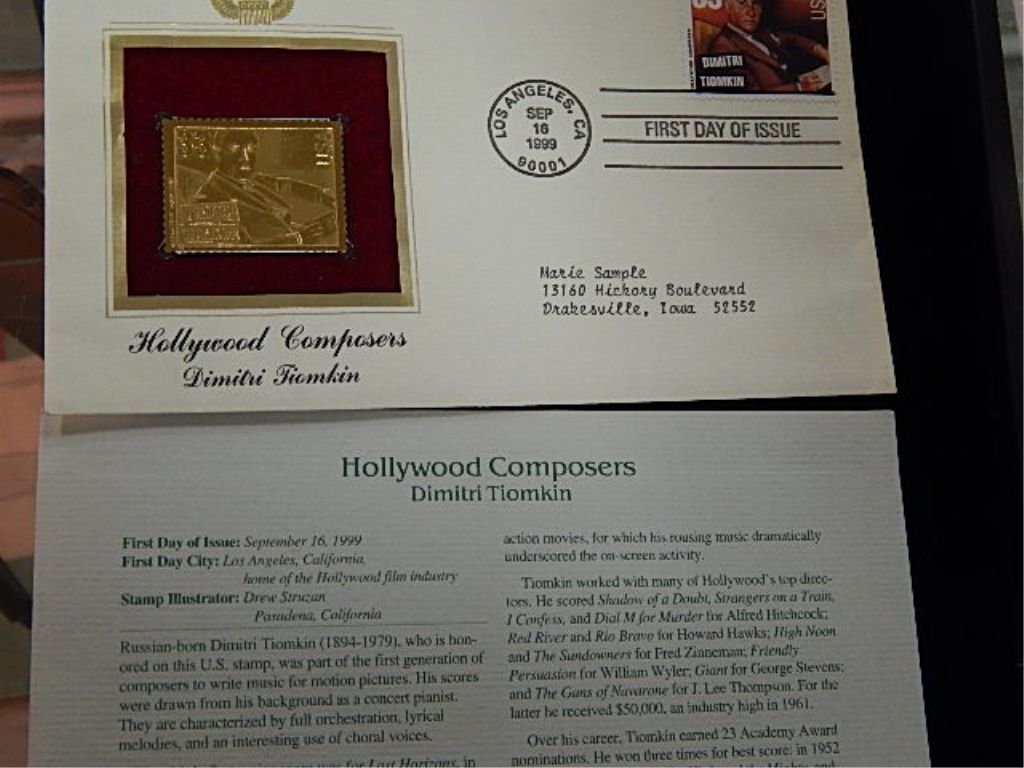 DIMITRI
TIOMKIN
LOS ANGELES, CA
SEP
16
1999
90001
FIRST DAY OF ISSUE
USA
Marie Sample
13160 Hickory Boulevard
Drakesville, Iowa 52552
Hollywood Composers
Dimitri Tiomkin
Hollywood Composers
Dimitri Tiomkin
First Day of Issue: September 16, 1999
First Day City: Los Angeles, California,
home of the Hollywood film industry
Stamp Illustrator: Drew Struzan
Pasadena, California
Russian-born Dimitri Tiomkin (1894-1979), who is hon-
ored on this U.S. stamp, was part of the first generation of
composers to write music for motion pictures. His scores
were drawn from his background as a concert pianist.
They are characterized by full orchestration, lyrical
melodies, and an interesting use of choral voices.
was for Lost Horizons, in
action movies, for which his rousing music dramatically
underscored the on-screen activity.
Tiomkin worked with many of Hollywood's top direc-
tors. He scored Shadow of a Doubt, Strangers on a Train,
I Confess, and Dial M for Murder for Alfred Hitchcock;
Red River and Rio Bravo for Howard Hawks; High Noon
and The Sundowners for Fred Zinneman; Friendly
Persuasion for William Wyler; Giant for George Stevens;
and The Guns of Navarone for J. Lee Thompson. For the
latter he received $50,000, an industry high in 1961.
Over his career, Tiomkin earned 23 Academy Award
nominations. He won three times for best score: in 1952